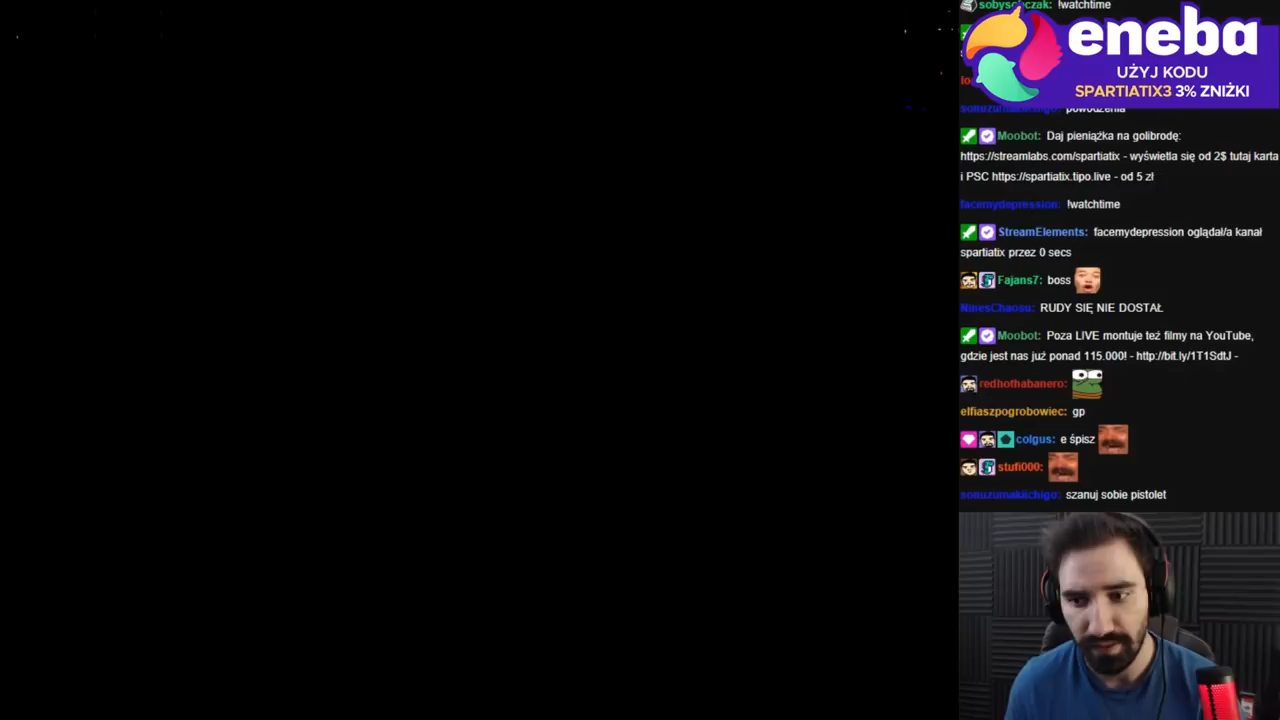 sobysobczak: !watchtime
eneba
UŻYJ KODU
SPARTIATIX3 3% ZNIŻKI
powodzenia
Moobot: Daj pieniążka na golibrodę:
https://streamlabs.com/spartiatix - wyświetla się od 2$ tutaj karta
i PSC https://spartiatix.tipo.live - od 5 zł
facemydepression: !watchtime
StreamElements: facemydepression oglądał/a kanał
spartiatix przez 0 secs
Fajans7: boss
NinesChaosu: RUDY SIĘ NIE DOSTAŁ
Moobot: Poza LIVE montuje też filmy na YouTube,
gdzie jest nas już ponad 115.000! - http://bit.ly/1T1SdtJ -
redhothabanero:
elfiaszpogrobowiec: gp
colgus: e śpisz
stufi000:
sonuzumakiichigo: szanuj sobie pistolet